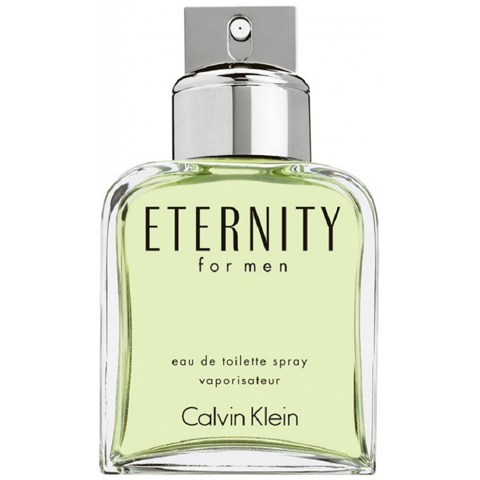 ETERNITY
for men
eau de toilette spray
vaporisateur
Calvin Klein